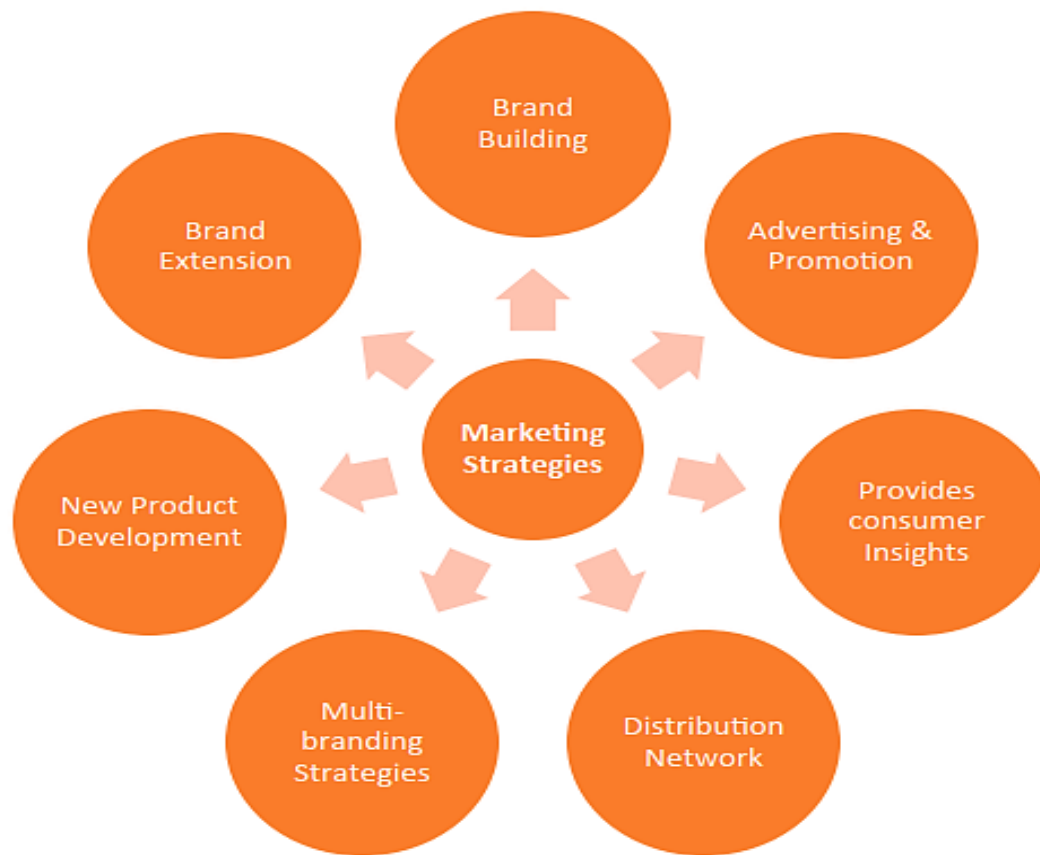 Brand
Building
Advertising &
Promotion
Provides
consumer
Insights
Distribution
Network
Multi-
branding
Strategies
New Product
Development
Brand
Extension
Marketing
Strategies